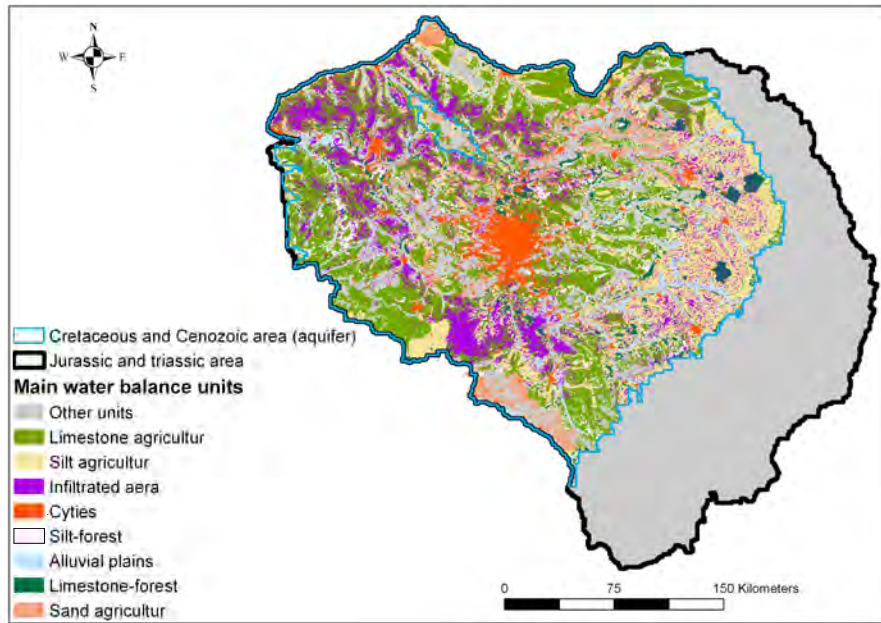 N
W E
S
Cretaceous and Cenozoic area (aquifer)
Jurassic and triassic area
Main water balance units
Other units
Limestone agricultur
Silt agricultur
Infiltrated aera
Cyties
Silt-forest
Alluvial plains
Limestone-forest
Sand agricultur
0 75 150 Kilometers